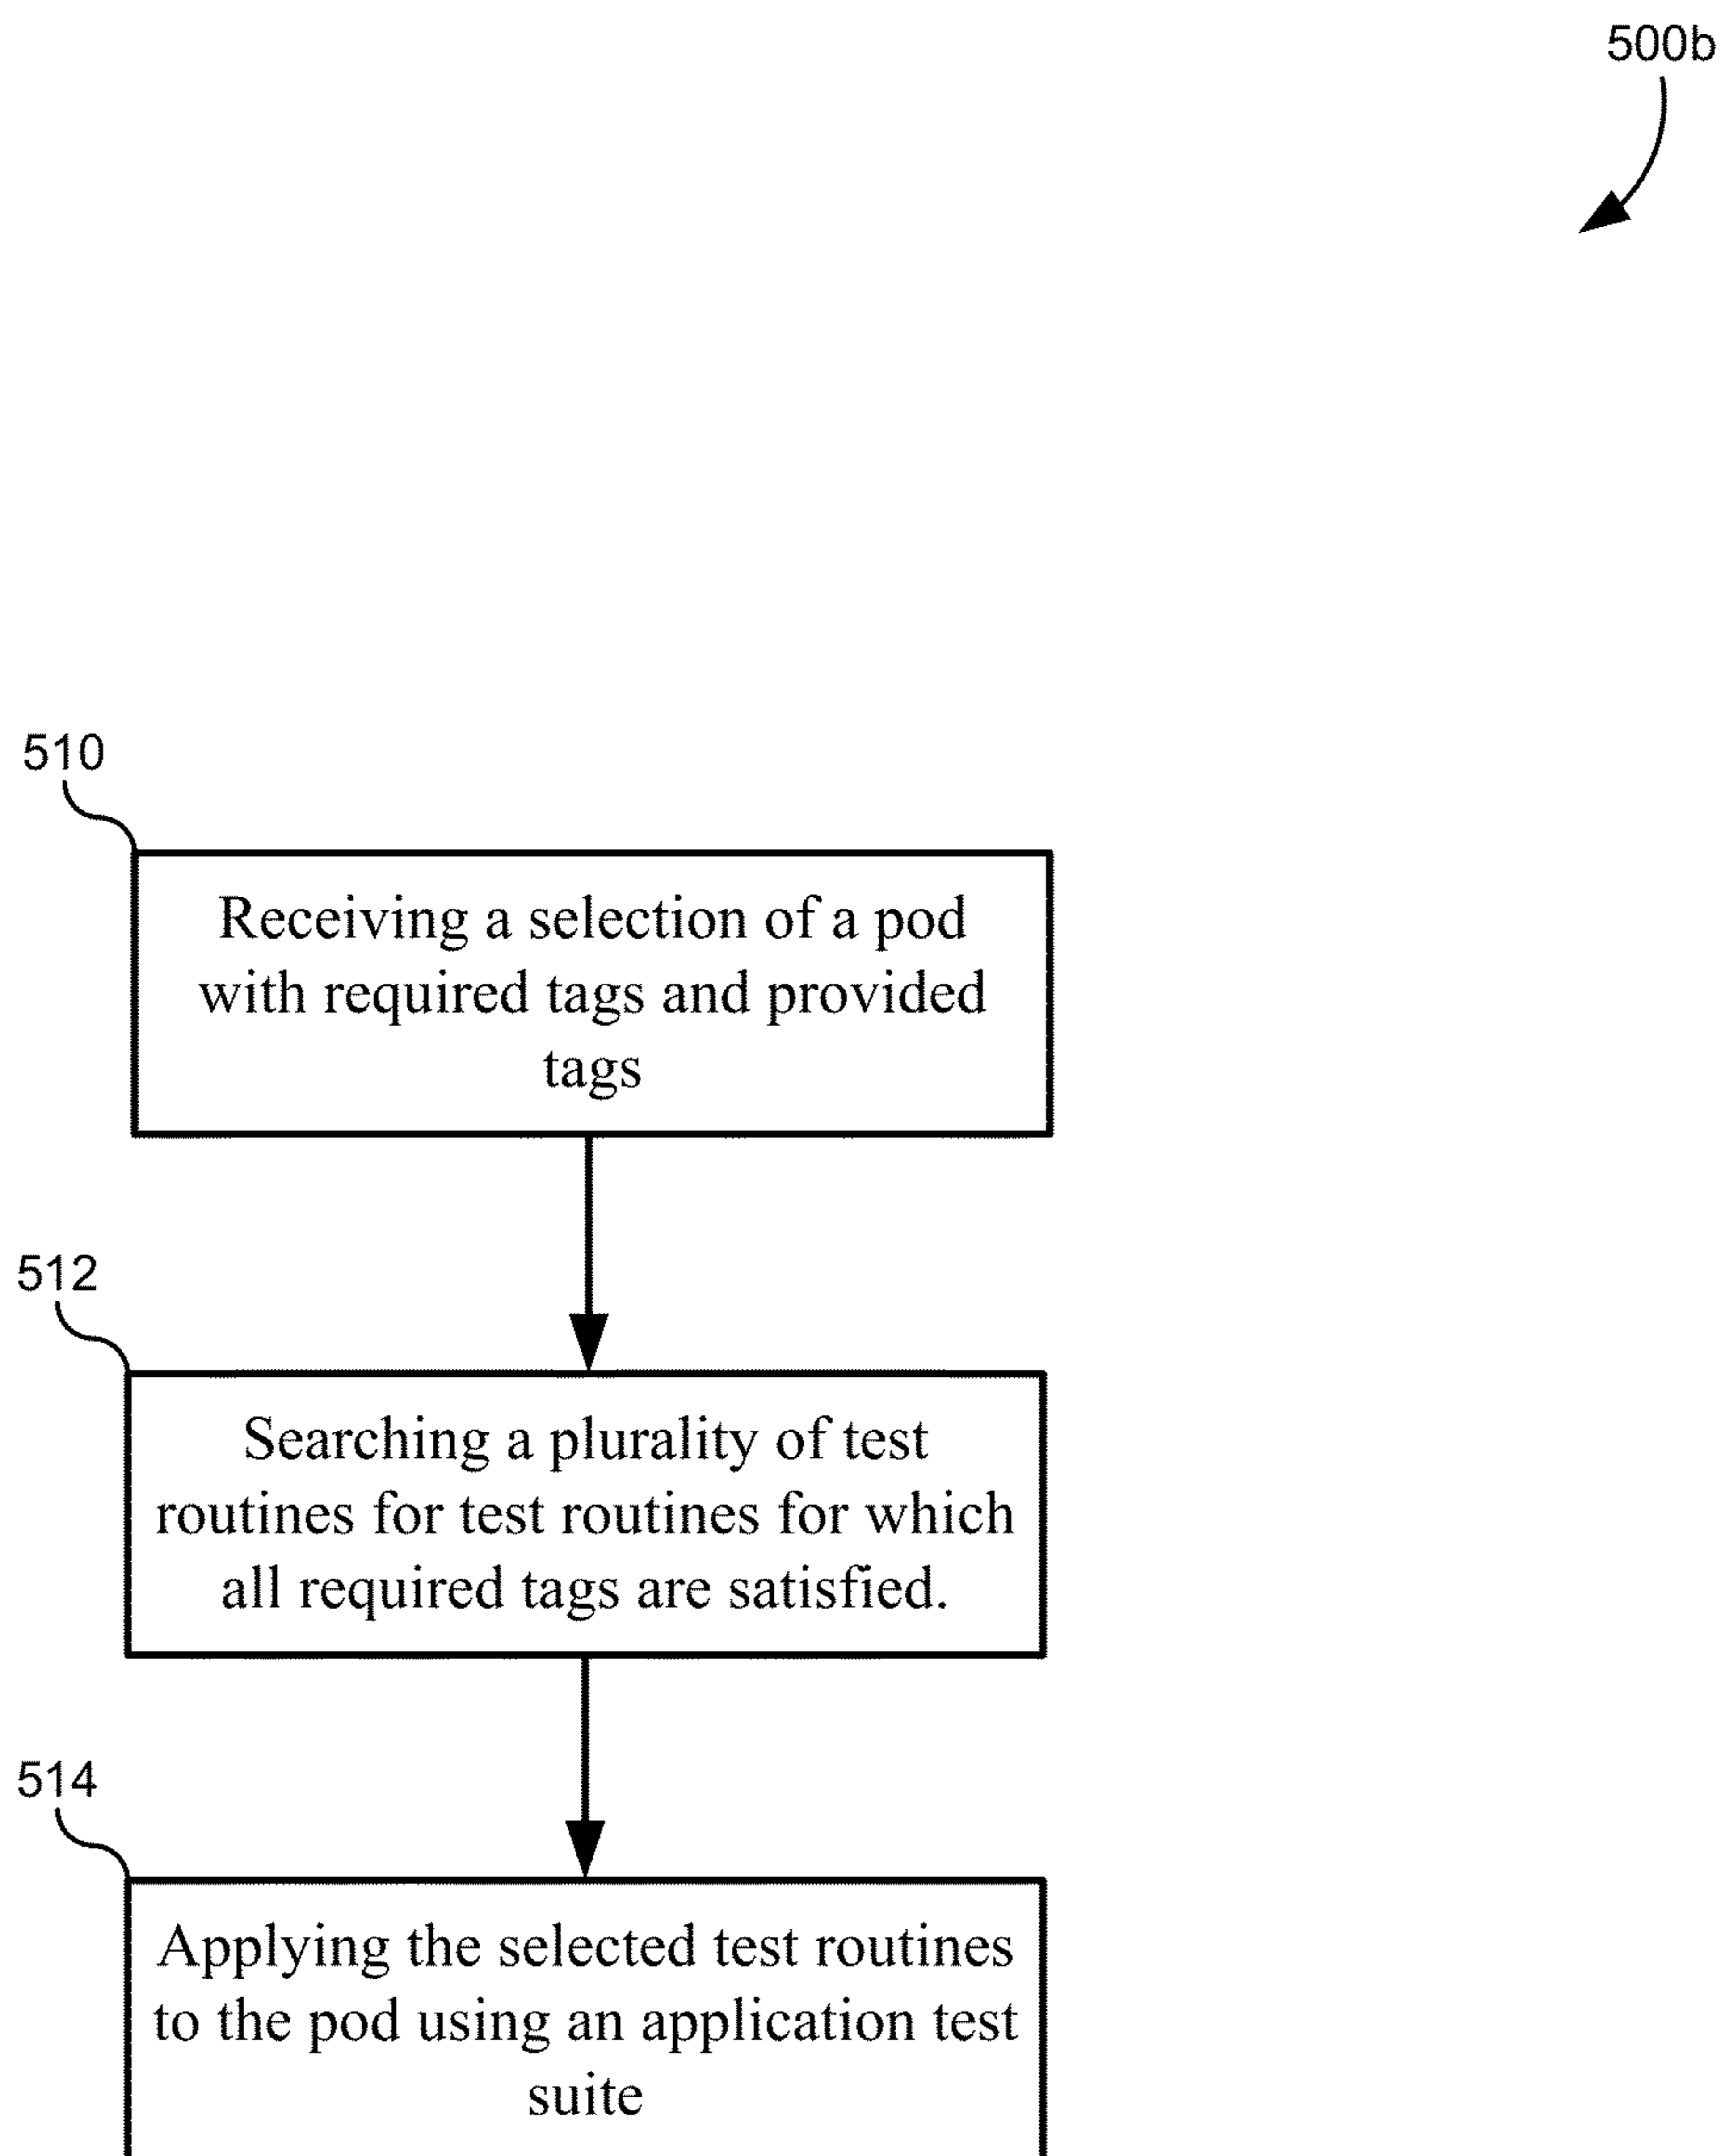 500b
510
Receiving a selection of a pod
with required tags and provided
tags
512
Searching a plurality of test
routines for test routines for which
all required tags are satisfied.
514
Applying the selected test routines
to the pod using an application test
suite